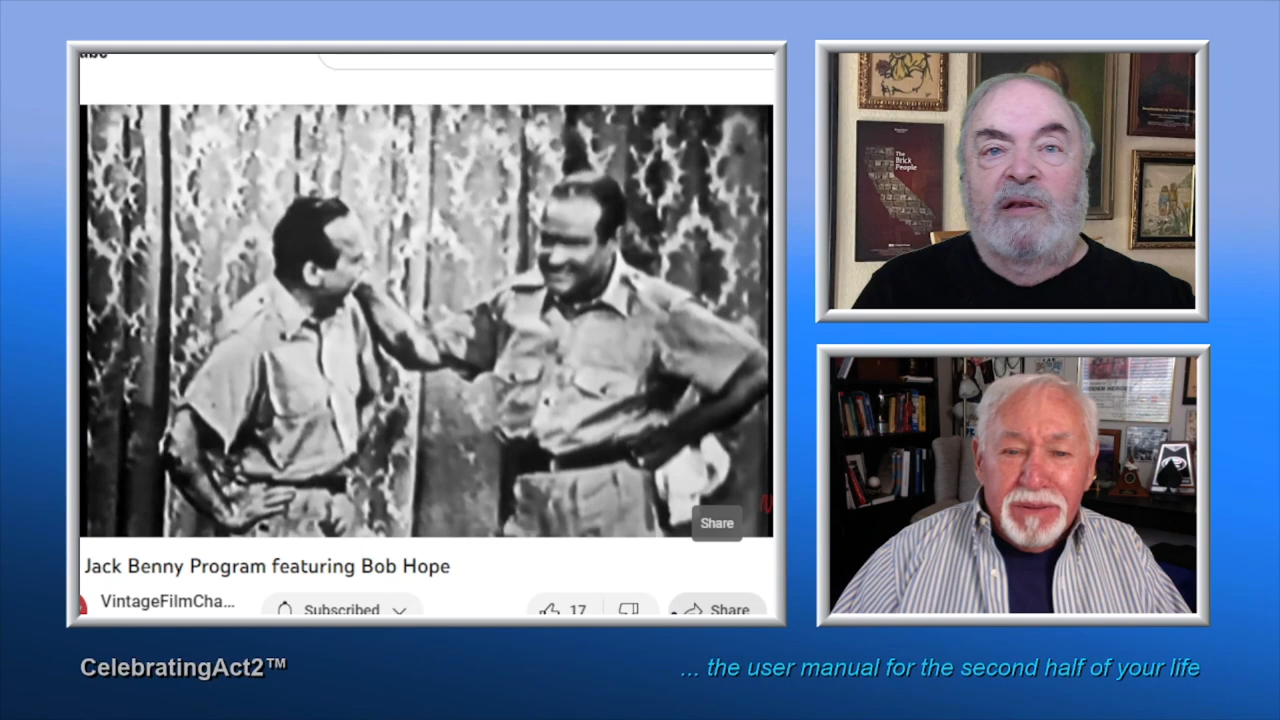 Share
Jack Benny Program featuring Bob Hope
VintageFilmCha...
Subscribed
17
Share
The
Brick
People
CelebratingAct2™
... the user manual for the second half of your life